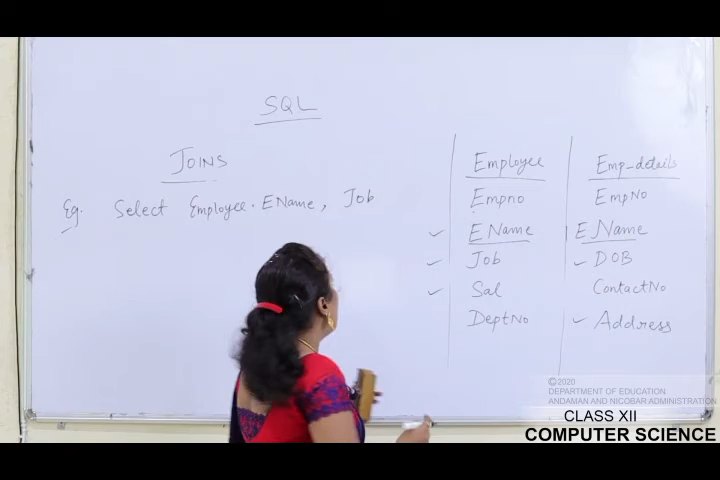 SQL
JOINS
Eg. Select Employee.EName, Job
Employee
Empno
EName
Job
Sal
DeptNo
Emp-details
EmpNo
EName
DOB
ContactNo
Address
©2020
DEPARTMENT OF EDUCATION
ANDAMAN AND NICOBAR ADMINISTRATION
CLASS XII
COMPUTER SCIENCE